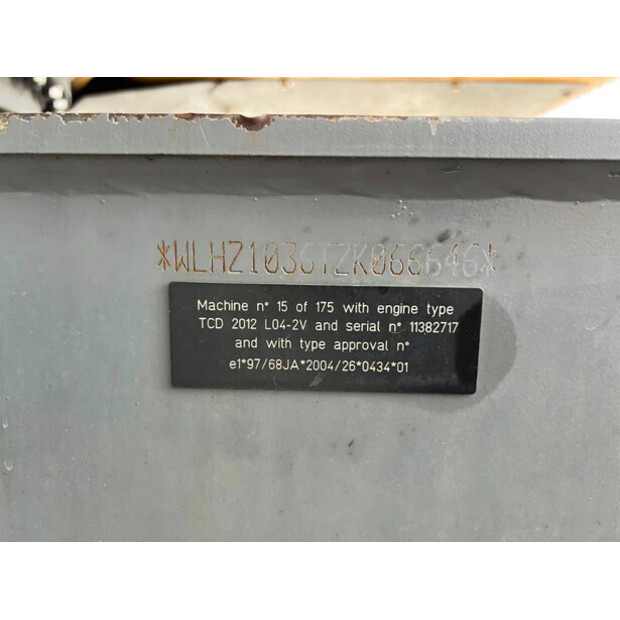 *WLHZ1036TZK066646*
Machine n° 15 of 175 with engine type
TCD 2012 L04-2V and serial n° 11382717
and with type approval n°
e1*97/68JA*2004/26*0434*01